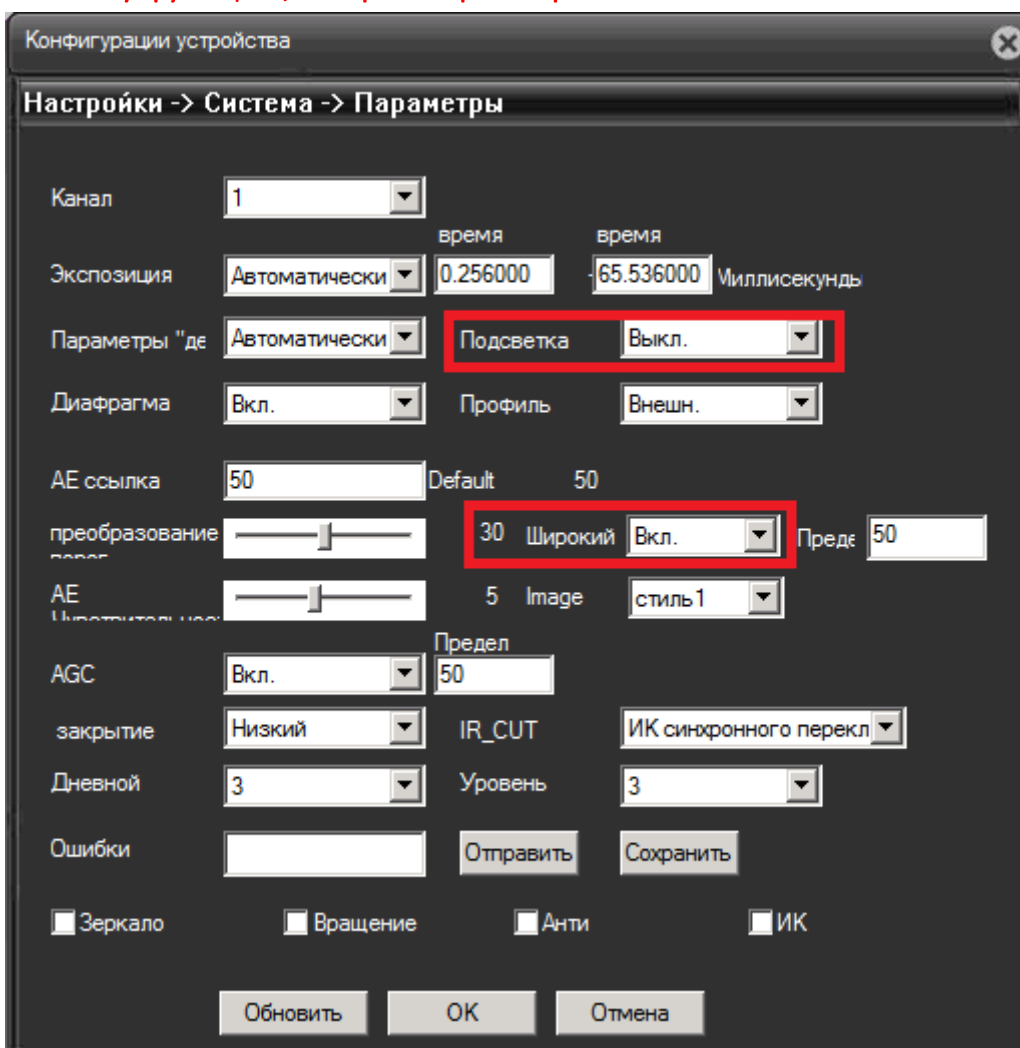 Конфигурации устройства
Настройки -> Система -> Параметры
Канал 1
время время
Экспозиция Автоматически 0.256000 -65.536000 Миллисекунды
Параметры "де Автоматически Подсветка Выкл.
Диафрагма Вкл. Профиль Внешн.
AE ссылка 50 Default 50
преобразование 30 Широкий Вкл. Преде 50
AE 5 Image стиль1
Предел
AGC Вкл. 50
закрытие Низкий IR_CUT ИК синхронного перекл
Дневной 3 Уровень 3
Ошибки Отправить Сохранить
Зеркало Вращение Анти ИК
Обновить OK Отмена